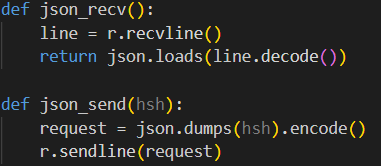 def json_recv():
    line = r.recvline()
    return json.loads(line.decode())

def json_send(hsh):
    request = json.dumps(hsh).encode()
    r.sendline(request)